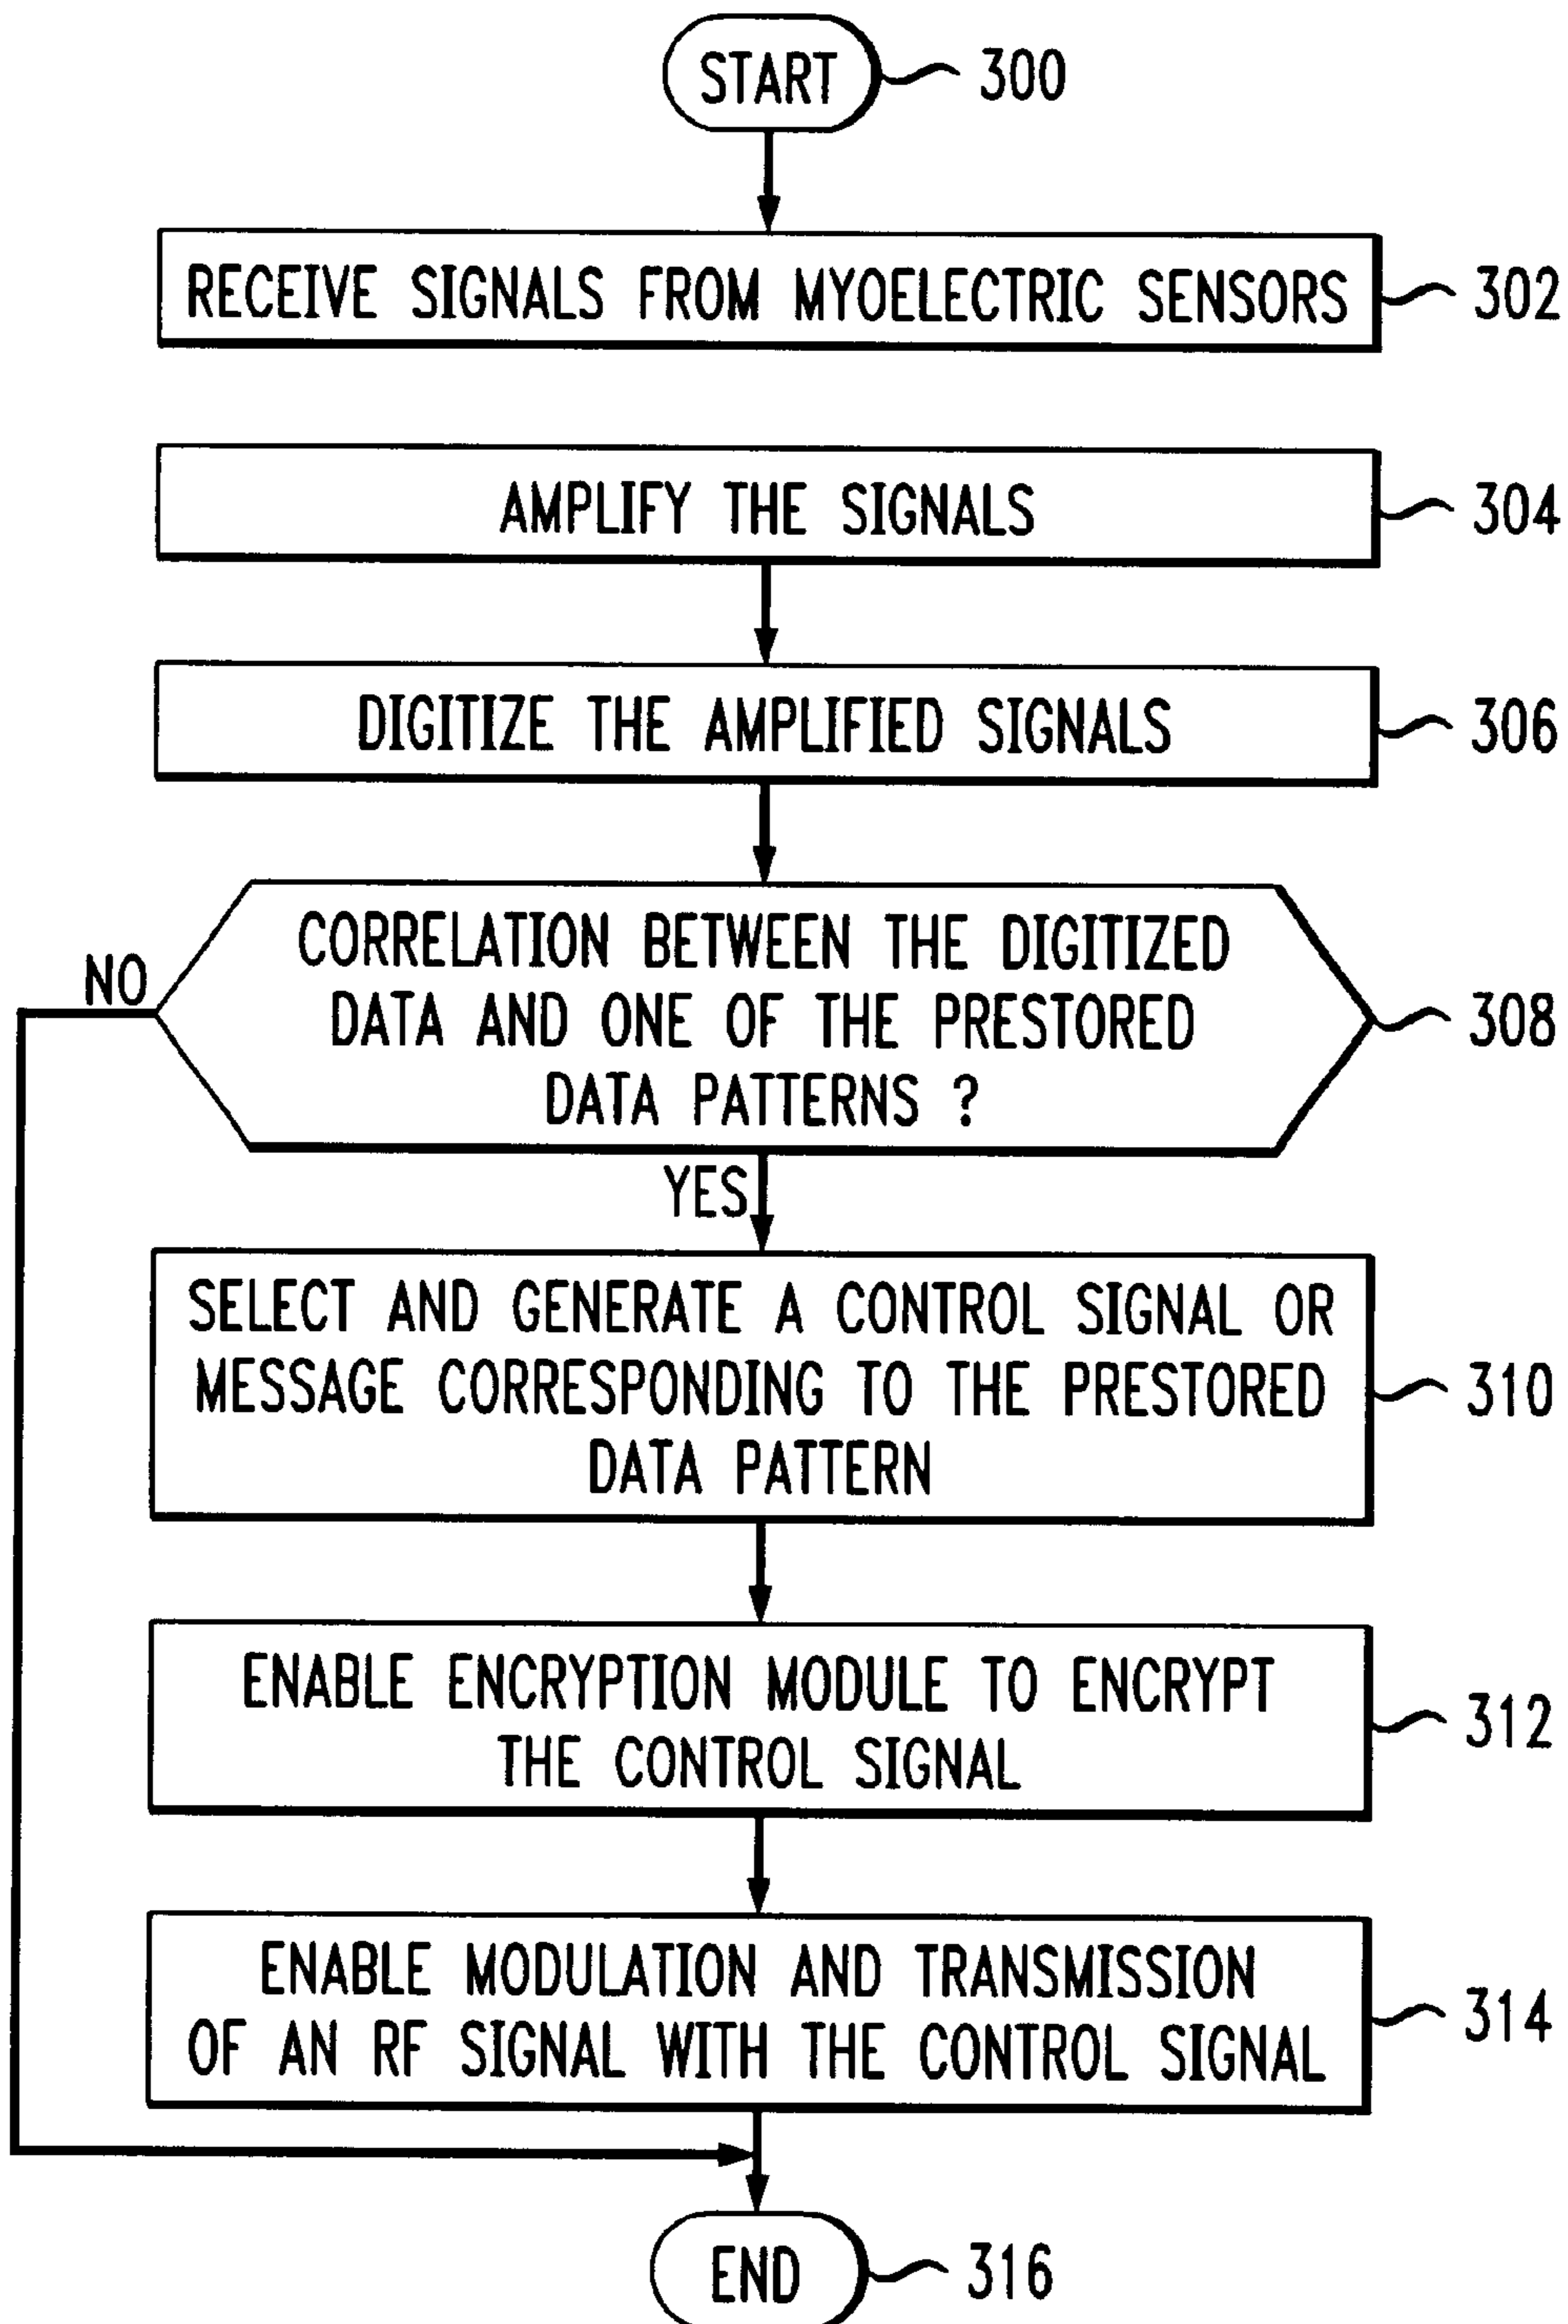 START
300
RECEIVE SIGNALS FROM MYOELECTRIC SENSORS
302
AMPLIFY THE SIGNALS
304
DIGITIZE THE AMPLIFIED SIGNALS
306
CORRELATION BETWEEN THE DIGITIZED
DATA AND ONE OF THE PRESTORED
DATA PATTERNS ?
308
NO
YES
SELECT AND GENERATE A CONTROL SIGNAL OR
MESSAGE CORRESPONDING TO THE PRESTORED
DATA PATTERN
310
ENABLE ENCRYPTION MODULE TO ENCRYPT
THE CONTROL SIGNAL
312
ENABLE MODULATION AND TRANSMISSION
OF AN RF SIGNAL WITH THE CONTROL SIGNAL
314
END
316